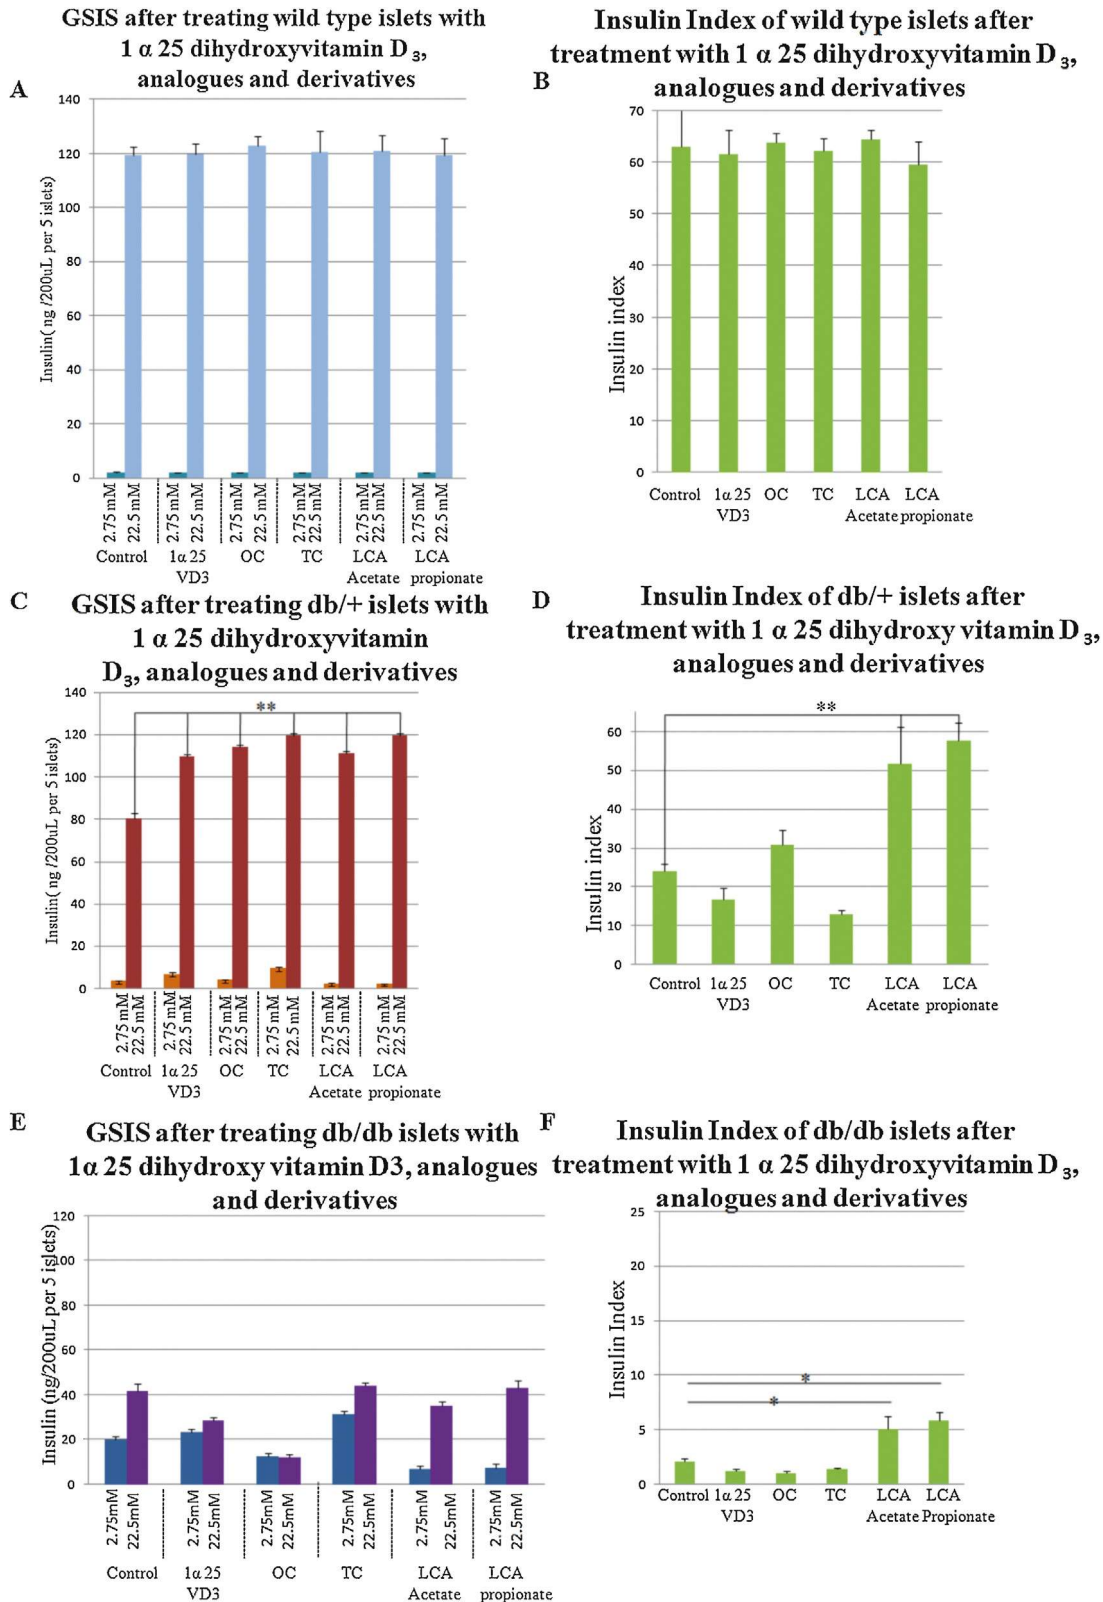 GSIS after treating wild type islets with
1 α 25 dihydroxyvitamin D₃,
analogues and derivatives
A
Insulin( ng /200uL per 5 islets)
140
120
100
80
60
40
20
0
2.75 mM
22.5 mM
2.75 mM
22.5 mM
2.75 mM
22.5 mM
2.75 mM
22.5 mM
2.75 mM
22.5 mM
2.75 mM
22.5 mM
Control 1α 25 OC TC LCA LCA
VD3 Acetate propionate
Insulin Index of wild type islets after
treatment with 1 α 25 dihydroxyvitamin D ₃,
analogues and derivatives
B
Insulin index
70
60
50
40
30
20
10
0
Control 1α 25 OC TC LCA LCA
VD3 Acetate propionate
C
GSIS after treating db/+ islets with
1 α 25 dihydroxyvitamin
D₃, analogues and derivatives
Insulin( ng /200uL per 5 islets)
140
120
100
80
60
40
20
0
**
2.75 mM
22.5 mM
2.75 mM
22.5 mM
2.75 mM
22.5 mM
2.75 mM
22.5 mM
2.75 mM
22.5 mM
2.75 mM
22.5 mM
Control 1α 25 OC TC LCA LCA
VD3 Acetate propionate
D
Insulin Index of db/+ islets after
treatment with 1 α 25 dihydroxy vitamin D ₃,
analogues and derivatives
Insulin index
60
50
40
30
20
10
0
**
Control 1α 25 OC TC LCA LCA
VD3 Acetate propionate
E
GSIS after treating db/db islets with
1α 25 dihydroxy vitamin D3, analogues
and derivatives
Insulin (ng/200uL per 5 islets)
120
100
80
60
40
20
0
2.75mM
22.5mM
2.75mM
22.5mM
2.75mM
22.5mM
2.75mM
22.5mM
2.75mM
22.5mM
2.75mM
22.5mM
Control 1α 25 OC TC LCA LCA
VD3 Acetate propionate
F
Insulin Index of db/db islets after
treatment with 1 α 25 dihydroxyvitamin D ₃,
analogues and derivatives
Insulin Index
25
20
15
10
5
0
*
*
Control 1α 25 OC TC LCA LCA
VD3 Acetate Propionate